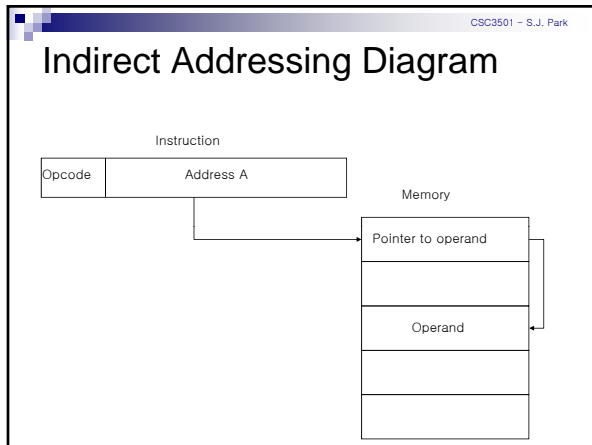 CSC3501 - S.J. Park
Indirect Addressing Diagram
Instruction
Opcode Address A
Memory
Pointer to operand
Operand